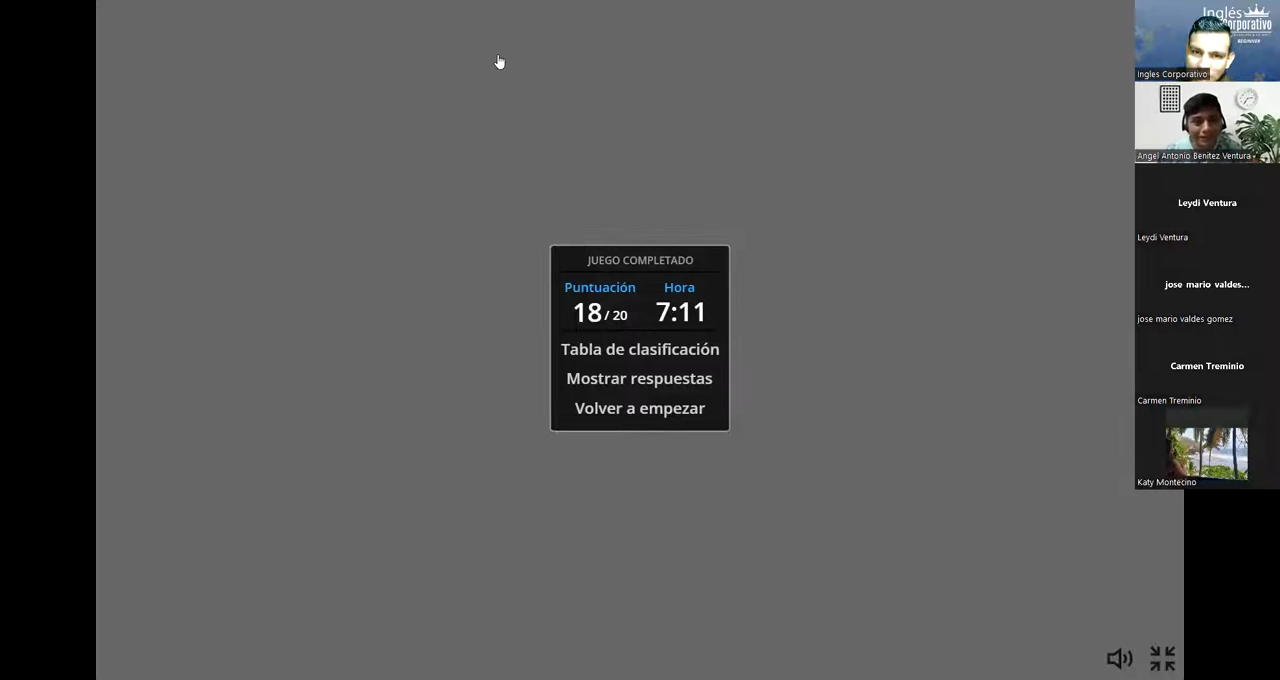 JUEGO COMPLETADO
Puntuación Hora
18 / 20 7:11
Tabla de clasificación
Mostrar respuestas
Volver a empezar
Inglés
Corporativo
BEGINNER
Ingles Corporativo
Angel Antonio Benitez Ventura
Leydi Ventura
Leydi Ventura
jose mario valdes...
jose mario valdes gomez
Carmen Treminio
Carmen Treminio
Katy Montecino